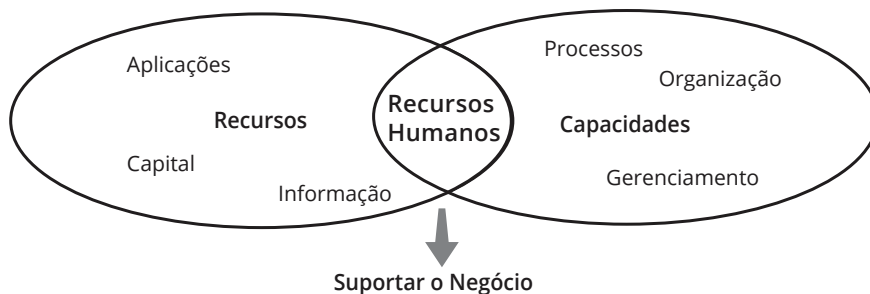 Aplicações
Recursos
Capital
Informação
Recursos
Humanos
Processos
Organização
Capacidades
Gerenciamento
Suportar o Negócio